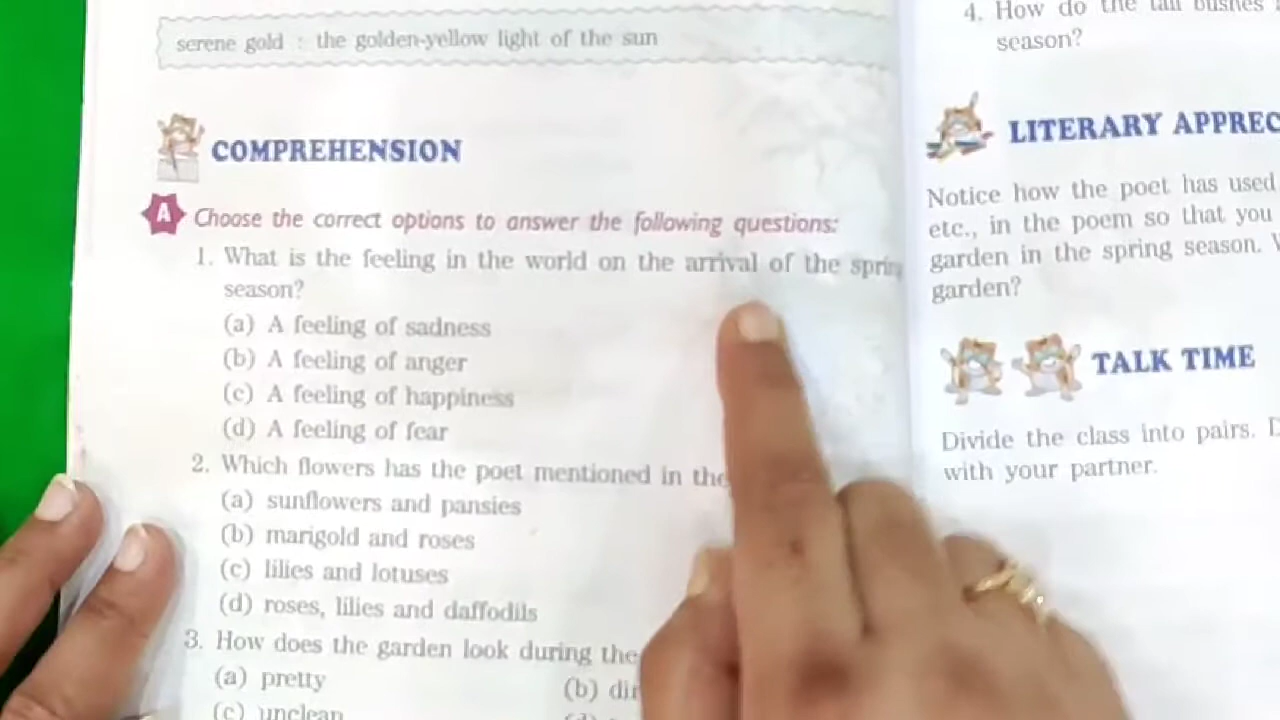 serene gold : the golden-yellow light of the sun
COMPREHENSION
A Choose the correct options to answer the following questions:
1. What is the feeling in the world on the arrival of the spring
season?
(a) A feeling of sadness
(b) A feeling of anger
(c) A feeling of happiness
(d) A feeling of fear
2. Which flowers has the poet mentioned in the
(a) sunflowers and pansies
(b) marigold and roses
(c) lilies and lotuses
(d) roses, lilies and daffodils
3. How does the garden look during the
(a) pretty
(b)
(c) unclean
4. How do the tall bushes
season?
LITERARY APPREC
Notice how the poet has used
etc., in the poem so that you
garden in the spring season.
garden?
TALK TIME
Divide the class into pairs.
with your partner.